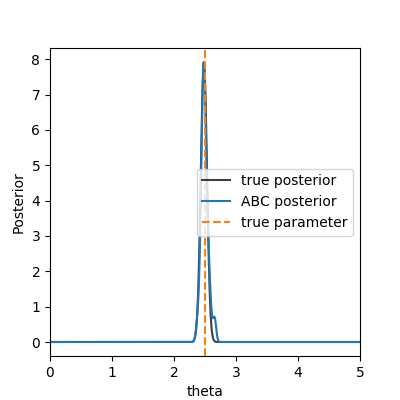 8
7
6
5
4
3
2
1
0
Posterior
true posterior
ABC posterior
true parameter
0 1 2 3 4 5
theta